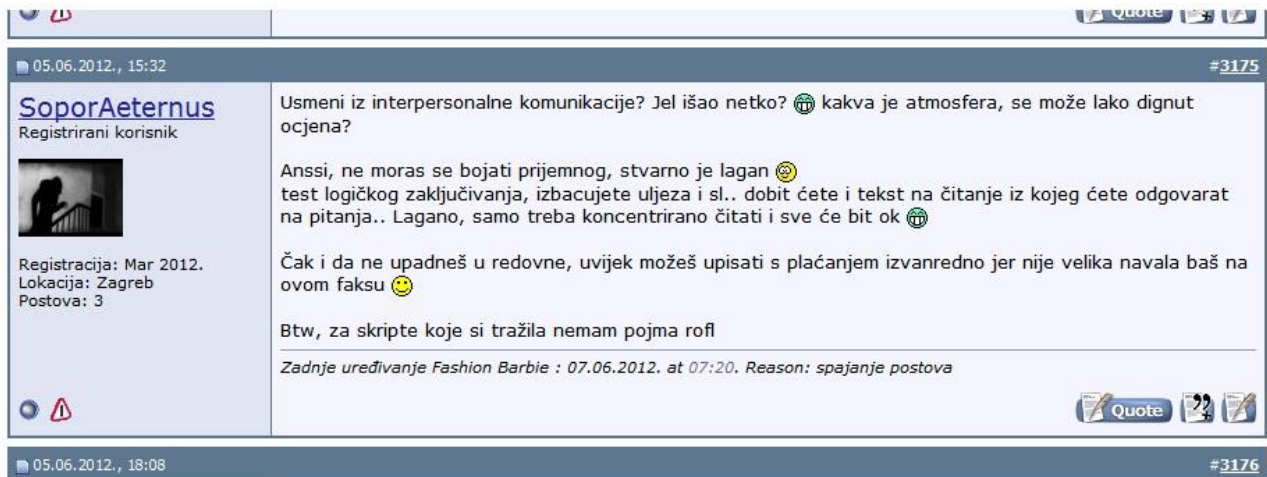 Quote
05.06.2012., 15:32
#3175
SoporAeternus
Registrirani korisnik
Registracija: Mar 2012.
Lokacija: Zagreb
Postova: 3
Usmeni iz interpersonalne komunikacije? Jel išao netko? kakva je atmosfera, se može lako dignut
ocjena?
Anssi, ne moras se bojati prijemnog, stvarno je lagan
test logičkog zaključivanja, izbacujete uljeza i sl.. dobit ćete i tekst na čitanje iz kojeg ćete odgovarat
na pitanja.. Lagano, samo treba koncentrirano čitati i sve će bit ok
Čak i da ne upadneš u redovne, uvijek možeš upisati s plaćanjem izvanredno jer nije velika navala baš na
ovom faksu
Btw, za skripte koje si tražila nemam pojma rofl
Zadnje uređivanje Fashion Barbie : 07.06.2012. at 07:20. Reason: spajanje postova
Quote
05.06.2012., 18:08
#3176